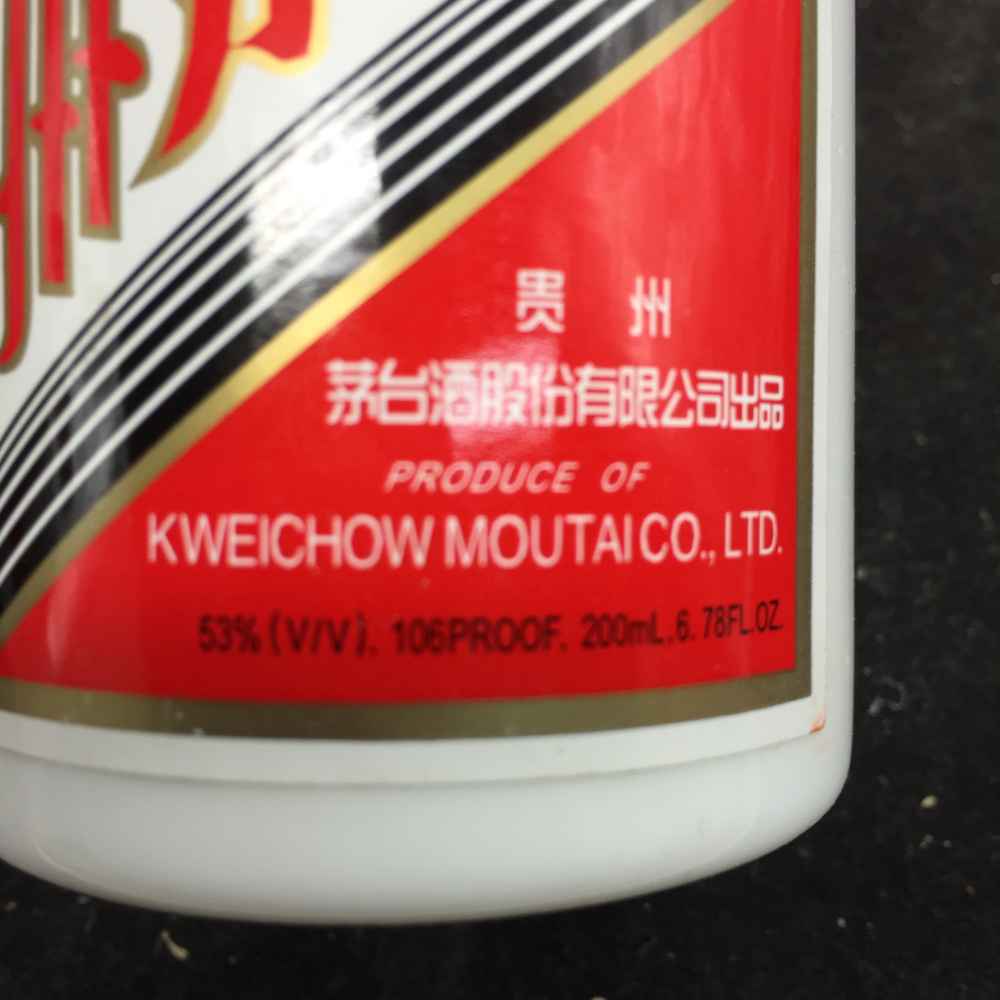 贵 州
茅台酒股份有限公司出品
PRODUCE OF
KWEICHOW MOUTAI CO., LTD.
53% (V/V). 106PROOF. 200mL.6.78FL.OZ.